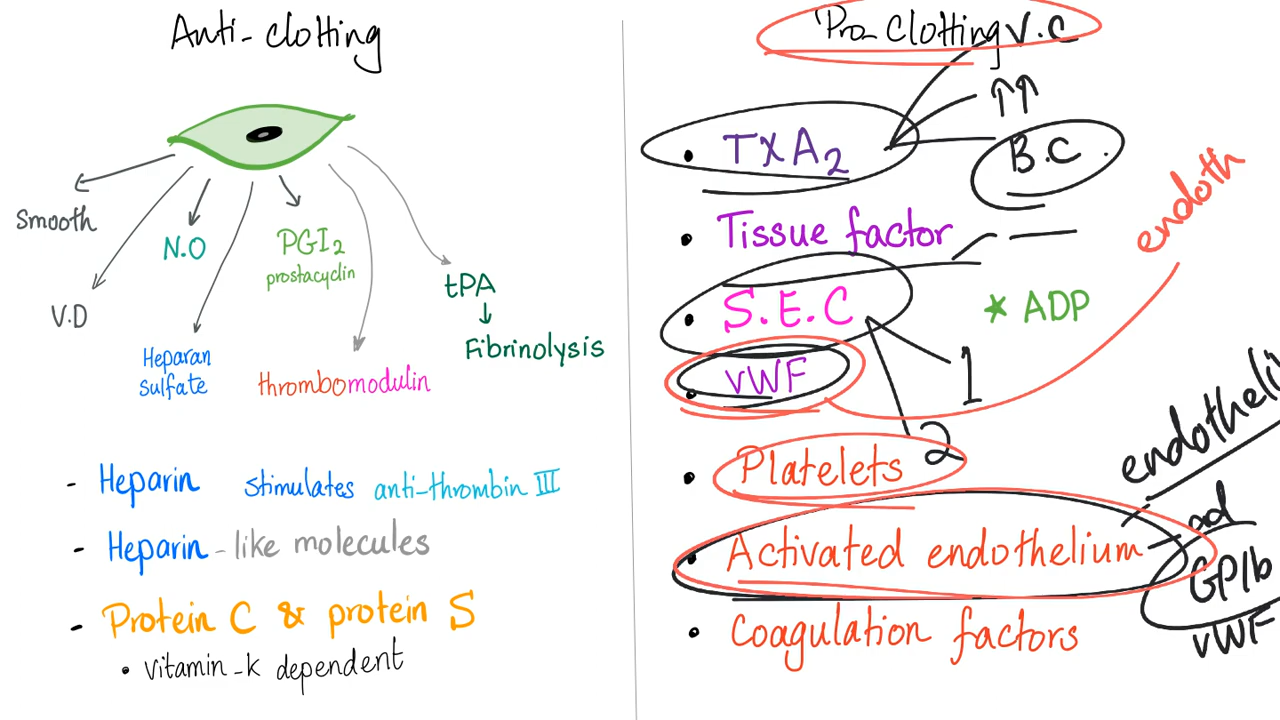 Anti-clotting
Smooth
V.D
N.O
Heparan
sulfate
PGI2
prostacyclin
thrombomodulin
tPA
Fibrinolysis
- Heparin stimulates anti-thrombin III
- Heparin-like molecules
- Protein C & protein S
• vitamin-k dependent
Pro-Clotting V.C
↑↑
• TXA2
B.C
• Tissue factor
endoth
• S.E.C
* ADP
• vWF
1
2
• Platelets
• Activated endothelium
ad
GP1b
vWF
• Coagulation factors